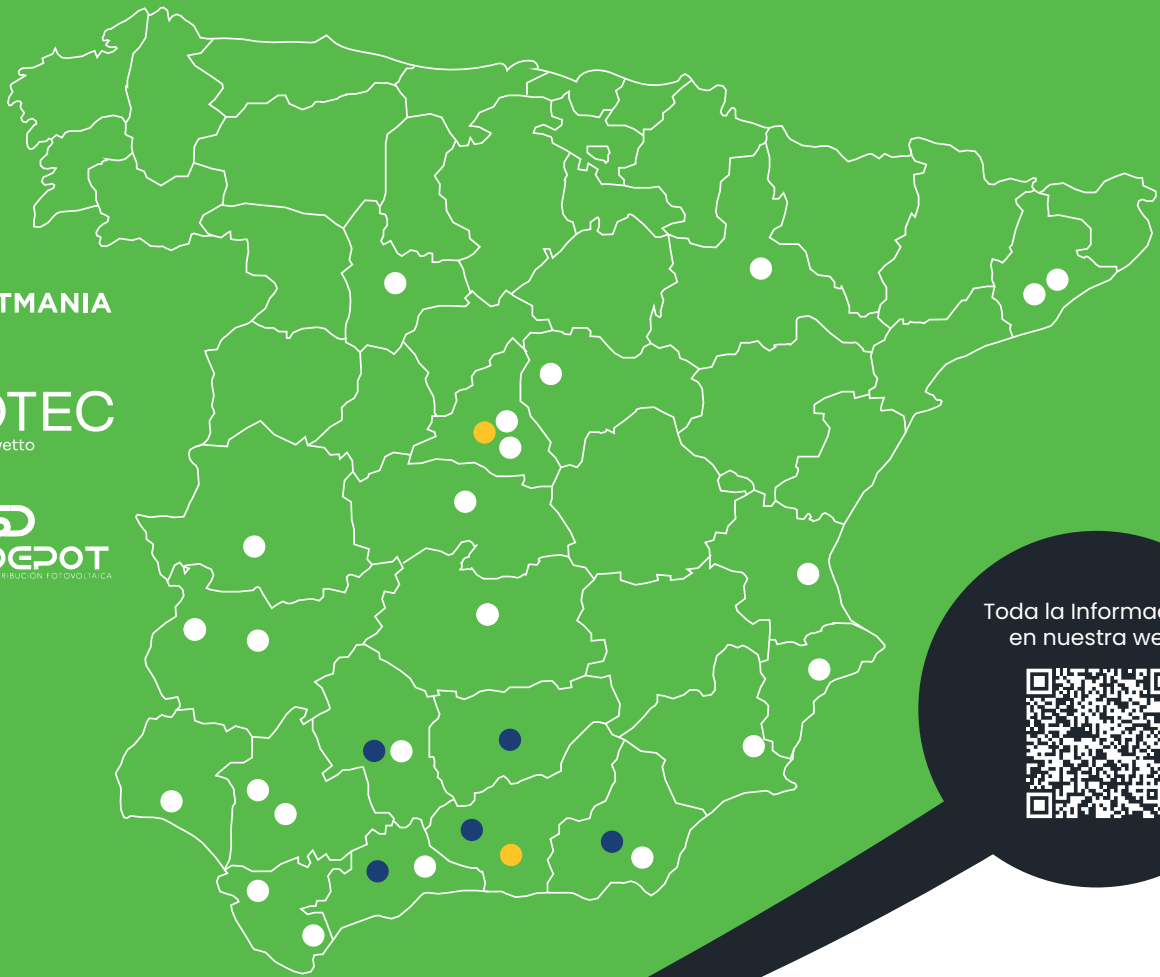 TMANIA
OTEC
vetto
DEPOT
RIBUCIÓN FOTOVOLTAICA
Toda la Informac
en nuestra we